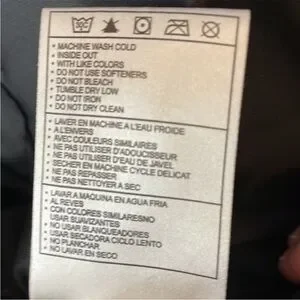 30C
• MACHINE WASH COLD
• INSIDE OUT
• WITH LIKE COLORS
• DO NOT USE SOFTENERS
• DO NOT BLEACH
• TUMBLE DRY LOW
• DO NOT IRON
• DO NOT DRY CLEAN
• LAVER EN MACHINE A L'EAU FROIDE
• A L'ENVERS
• AVEC COULEURS SIMILAIRES
• NE PAS UTILISER D'ADOUCISSEUR
• NE PAS UTILISER D'EAU DE JAVEL
• SECHER EN MACHINE CYCLE DELICAT
• NE PAS REPASSER
• NE PAS NETTOYER A SEC
• LAVAR A MAQUINA EN AGUA FRIA
• AL REVES
• CON COLORES SIMILARESNO
USAR SUAVIZANTES
• NO USAR BLANQUEADORES
• USAR SECADORA CICLO LENTO
• NO PLANCHAR
• NO LAVAR EN SECO